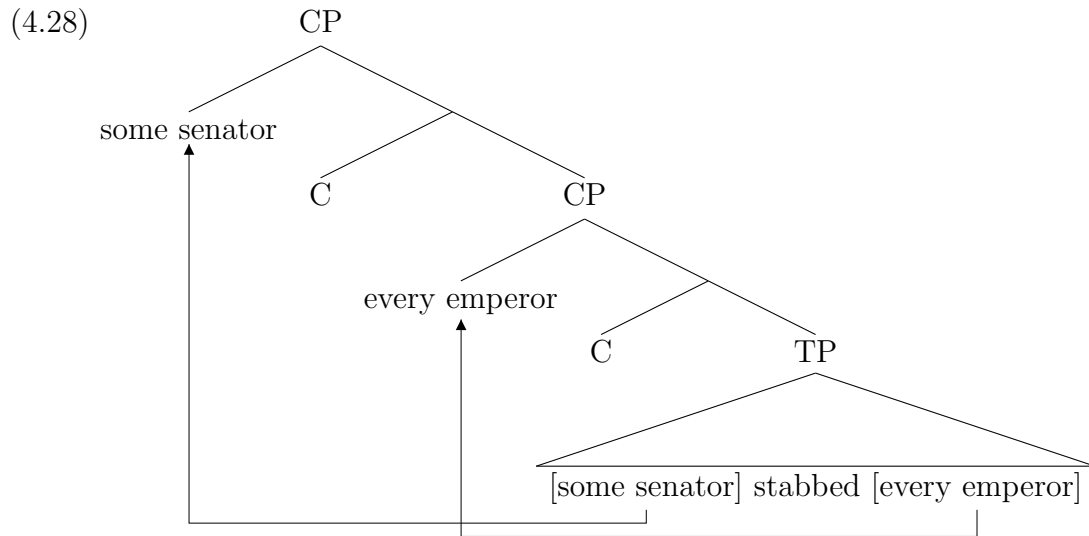 (4.28) CP
some senator
C CP
every emperor
C TP
[some senator] stabbed [every emperor]